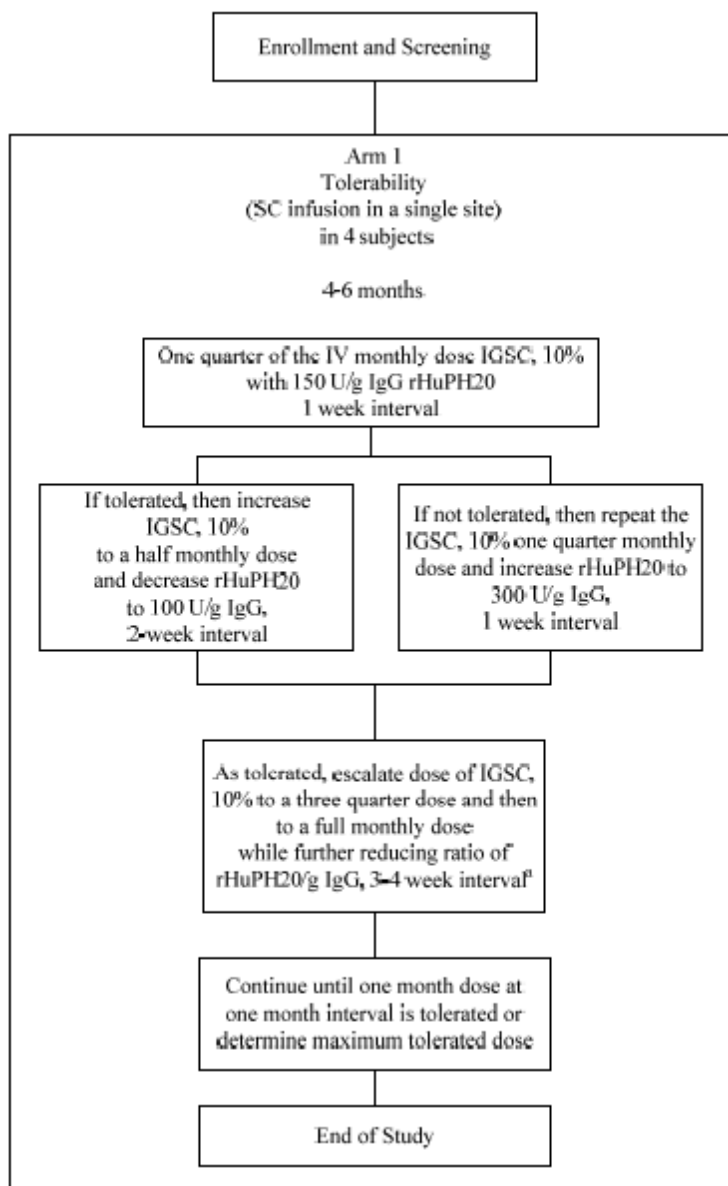 Enrollment and Screening
Arm 1
Tolerability
(SC infusion in a single site)
in 4 subjects
4-6 months
One quarter of the IV monthly dose IGSC, 10%
with 150 U/g IgG rHuPH20
1 week interval
If tolerated, then increase
IGSC, 10%
to a half monthly dose
and decrease rHuPH20
to 100 U/g IgG,
2-week interval
If not tolerated, then repeat the
IGSC, 10% one quarter monthly
dose and increase rHuPH20 to
300 U/g IgG,
1 week interval
As tolerated, escalate dose of IGSC,
10% to a three quarter dose and then
to a full monthly dose
while further reducing ratio of
rHuPH20/g IgG, 3-4 week intervalª
Continue until one month dose at
one month interval is tolerated or
determine maximum tolerated dose
End of Study